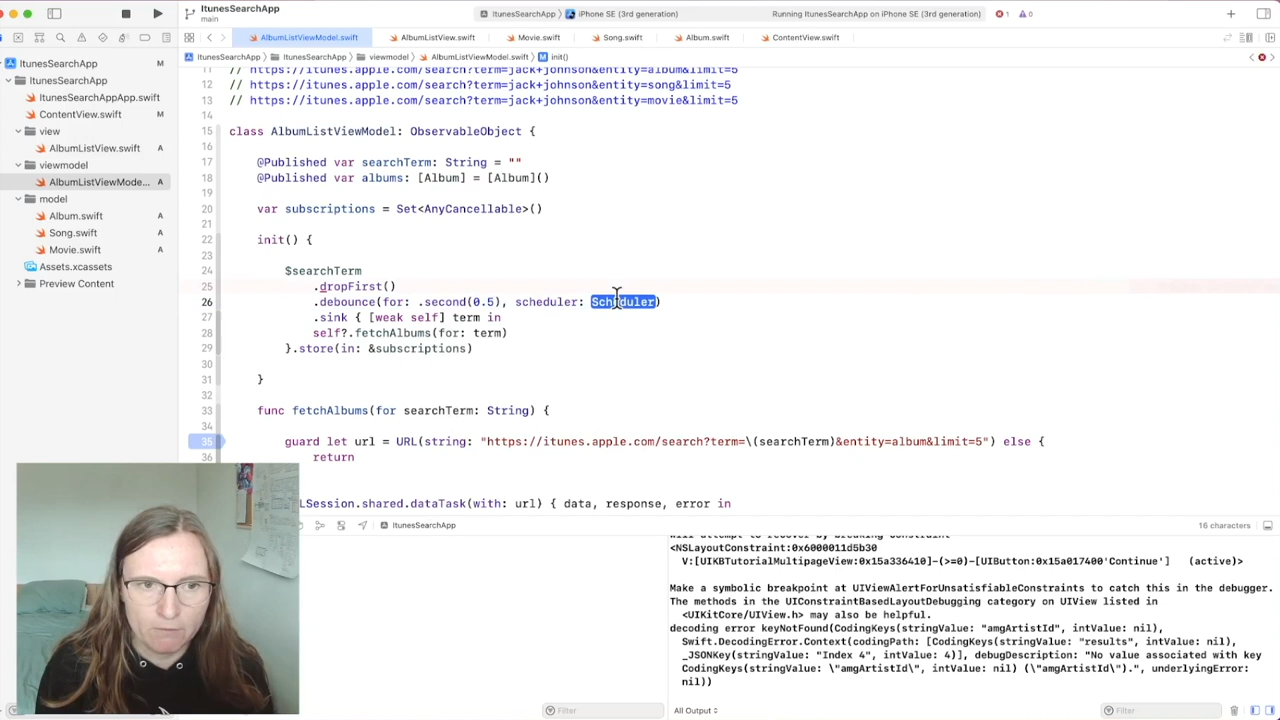 ItunesSearchApp
main
ItunesSearchApp
iPhone SE (3rd generation)
Running ItunesSearchApp on iPhone SE (3rd generation)
1
0
AlbumListViewModel.swift
AlbumListView.swift
Movie.swift
Song.swift
Album.swift
ContentView.swift
ItunesSearchApp
ItunesSearchApp
viewmodel
AlbumListViewModel.swift
init()
ItunesSearchApp M
ItunesSearchApp
ItunesSearchAppApp.swift
ContentView.swift M
view
AlbumListView.swift A
viewmodel
AlbumListViewMode... A
model
Album.swift A
Song.swift A
Movie.swift A
Assets.xcassets
Preview Content
11 // https://itunes.apple.com/search?term=jack+johnson&entity=album&limit=5
12 // https://itunes.apple.com/search?term=jack+johnson&entity=song&limit=5
13 // https://itunes.apple.com/search?term=jack+johnson&entity=movie&limit=5
14
15 class AlbumListViewModel: ObservableObject {
16
17 @Published var searchTerm: String = ""
18 @Published var albums: [Album] = [Album]()
19
20 var subscriptions = Set<AnyCancellable>()
21
22 init() {
23
24 $searchTerm
25 .dropFirst()
26 .debounce(for: .second(0.5), scheduler: Scheduler)
27 .sink { [weak self] term in
28 self?.fetchAlbums(for: term)
29 }.store(in: &subscriptions)
30
31 }
32
33 func fetchAlbums(for searchTerm: String) {
34
35 guard let url = URL(string: "https://itunes.apple.com/search?term=\(searchTerm)&entity=album&limit=5") else {
36 return
LSession.shared.dataTask(with: url) { data, response, error in
ItunesSearchApp
16 characters
will attempt to recover by breaking constraint
<NSLayoutConstraint:0x6000011d5b30
V:[UIKBTutorialMultipageView:0x15a336410]-(>=0)-[UIButton:0x15a017400'Continue'] (active)>
Make a symbolic breakpoint at UIViewAlertForUnsatisfiableConstraints to catch this in the debugger.
The methods in the UIConstraintBasedLayoutDebugging category on UIView listed in
<UIKitCore/UIView.h> may also be helpful.
decoding error keyNotFound(CodingKeys(stringValue: "amgArtistId", intValue: nil),
Swift.DecodingError.Context(codingPath: [CodingKeys(stringValue: "results", intValue: nil),
_JSONKey(stringValue: "Index 4", intValue: 4)], debugDescription: "No value associated with key
CodingKeys(stringValue: \"amgArtistId\", intValue: nil) (\"amgArtistId\").", underlyingError:
nil))
Filter
All Output
Filter